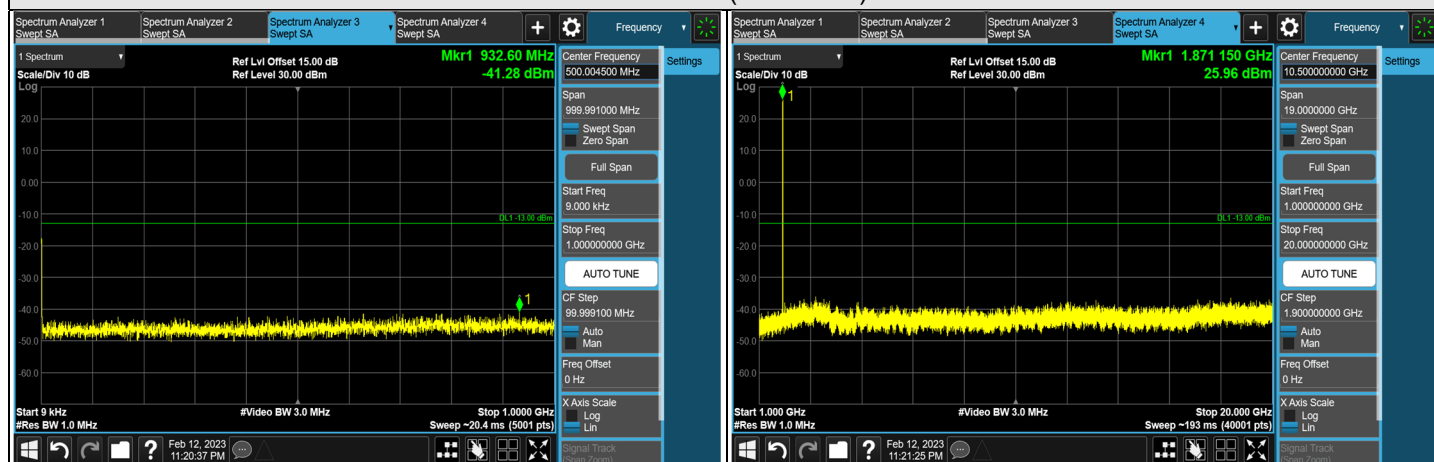 Spectrum Analyzer 1
Swept SA
Spectrum Analyzer 2
Swept SA
Spectrum Analyzer 3
Swept SA
Spectrum Analyzer 4
Swept SA
Frequency
1 Spectrum
Scale/Div 10 dB
Log
Ref Lvl Offset 15.00 dB
Ref Level 30.00 dBm
Mkr1 932.60 MHz
-41.28 dBm
20.0
10.0
0.00
-10.0
-20.0
-30.0
-40.0
-50.0
-60.0
DL1 -13.00 dBm
1
Start 9 kHz
#Res BW 1.0 MHz
#Video BW 3.0 MHz
Stop 1.0000 GHz
Sweep ~20.4 ms (5001 pts)
Center Frequency
500.004500 MHz
Settings
Span
999.991000 MHz
Swept Span
Zero Span
Full Span
Start Freq
9.000 kHz
Stop Freq
1.000000000 GHz
AUTO TUNE
CF Step
99.999100 MHz
Auto
Man
Freq Offset
0 Hz
X Axis Scale
Log
Lin
Signal Track
(Span Zoom)
Feb 12, 2023
11:20:37 PM
Spectrum Analyzer 1
Swept SA
Spectrum Analyzer 2
Swept SA
Spectrum Analyzer 3
Swept SA
Spectrum Analyzer 4
Swept SA
Frequency
1 Spectrum
Scale/Div 10 dB
Log
Ref Lvl Offset 15.00 dB
Ref Level 30.00 dBm
Mkr1 1.871 150 GHz
25.96 dBm
1
20.0
10.0
0.00
-10.0
-20.0
-30.0
-40.0
-50.0
-60.0
DL1 -13.00 dBm
Start 1.000 GHz
#Res BW 1.0 MHz
#Video BW 3.0 MHz
Stop 20.000 GHz
Sweep ~193 ms (40001 pts)
Center Frequency
10.500000000 GHz
Settings
Span
19.0000000 GHz
Swept Span
Zero Span
Full Span
Start Freq
1.000000000 GHz
Stop Freq
20.000000000 GHz
AUTO TUNE
CF Step
1.900000000 GHz
Auto
Man
Freq Offset
0 Hz
X Axis Scale
Log
Lin
Signal Track
(Span Zoom)
Feb 12, 2023
11:21:25 PM